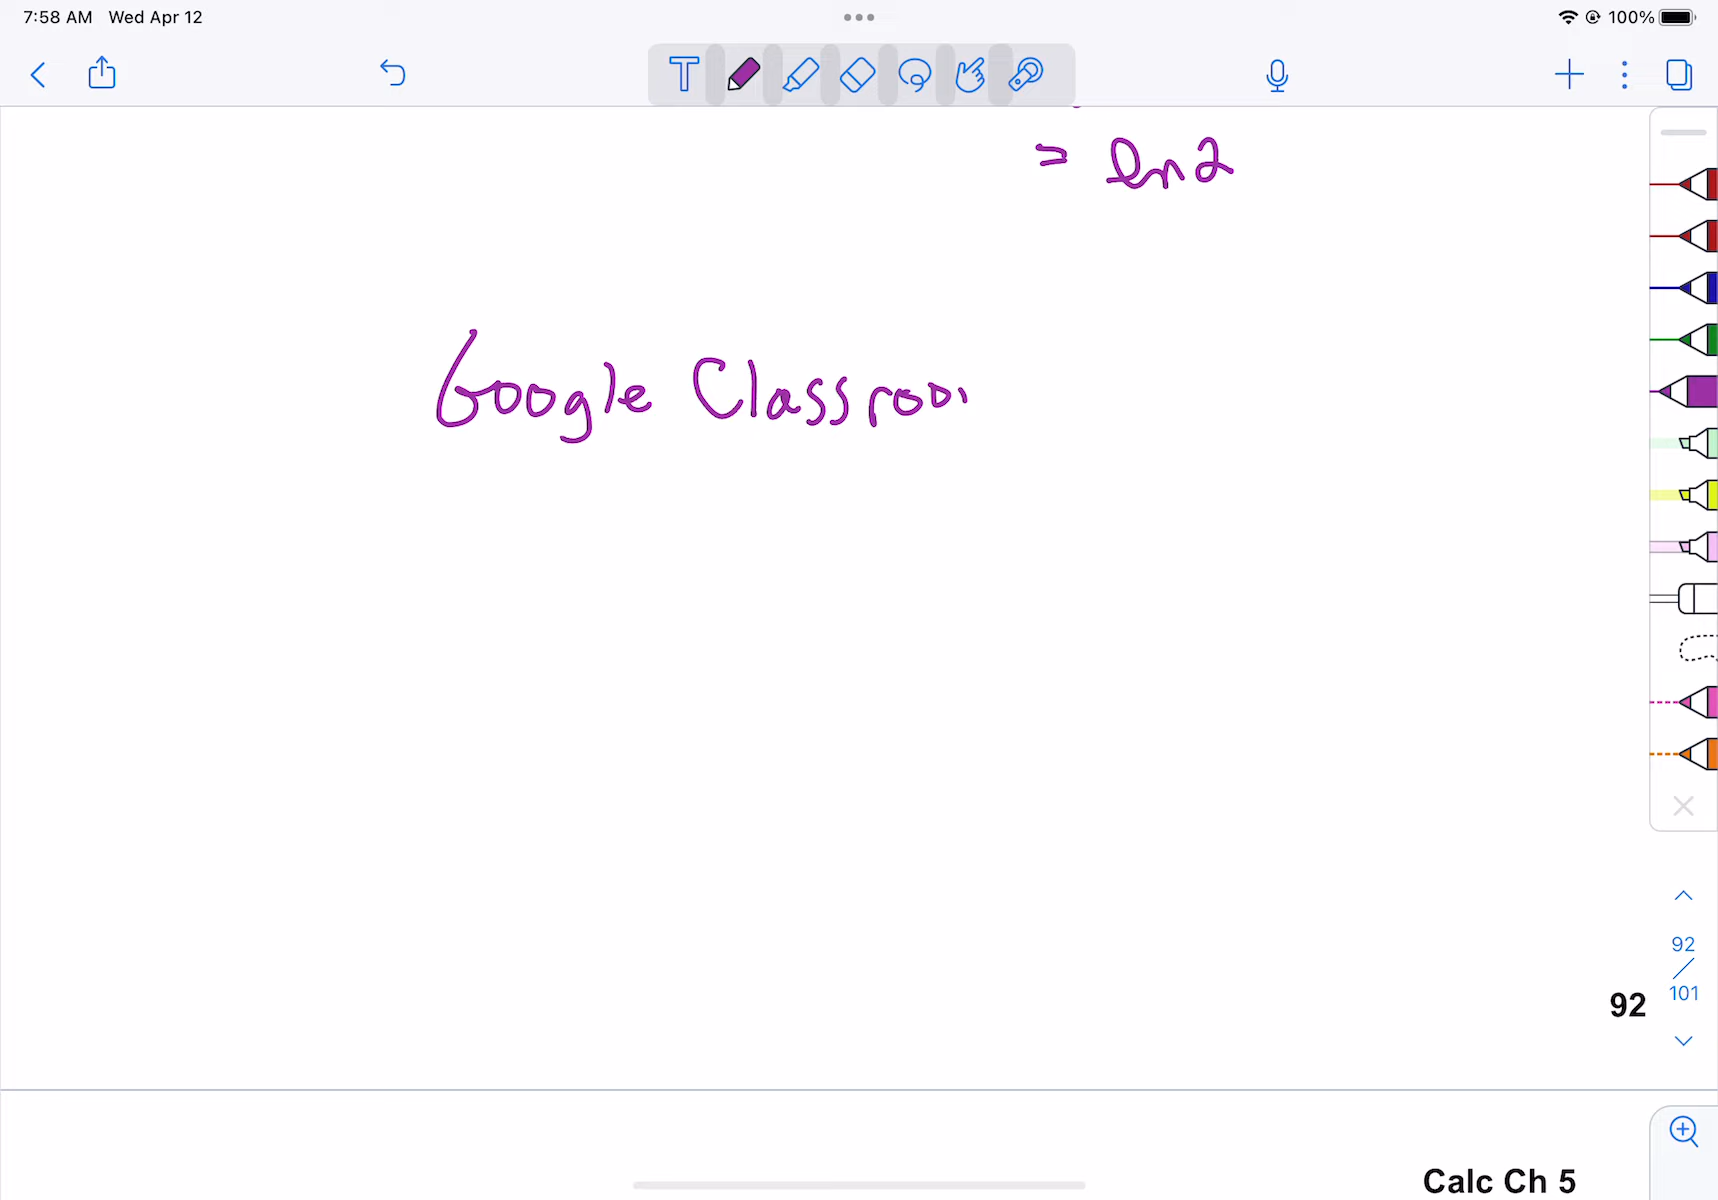 7:58 AM Wed Apr 12
100%
= ln2
Google Classroo
92
101
92
Calc Ch 5